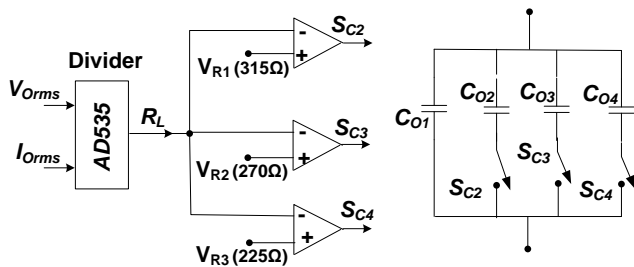 Divider
V_Orms
I_Orms
AD535
R_L
V_R1 (315Ω)
V_R2 (270Ω)
V_R3 (225Ω)
-
+
-
+
-
+
S_C2
S_C3
S_C4
C_O1
C_O2
C_O3
C_O4
S_C2
S_C3
S_C4